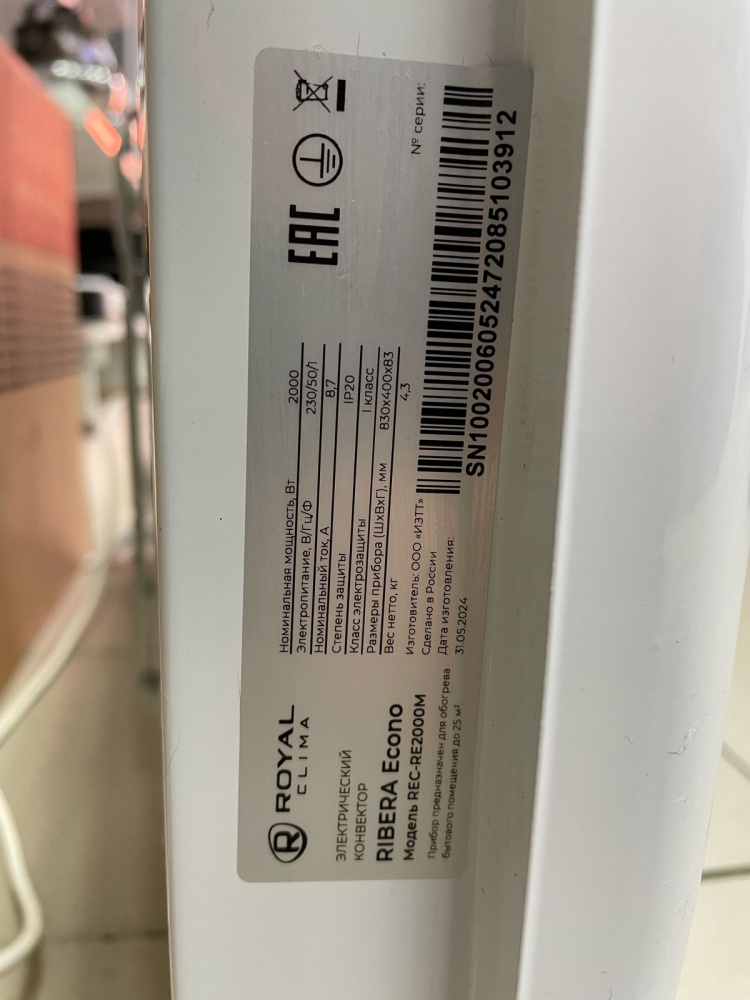 ROYAL
CLIMA
ЭЛЕКТРИЧЕСКИЙ
КОНВЕКТОР
RIBERA Econo
Модель REC-RE2000M
Прибор предназначен для обогрева
бытового помещения до 25 м²
Номинальная мощность, Вт 2000
Электропитание, В/Гц/Ф 230/50/1
Номинальный ток, А 8,7
Степень защиты IP20
Класс электрозащиты I класс
Размеры прибора (ШхВхГ), мм 830x400x83
Вес нетто, кг 4,3
Изготовитель: ООО «ИЗТТ»
Сделано в России
Дата изготовления:
31.05.2024
EAC
№ серии:
SN1002006052472085103912